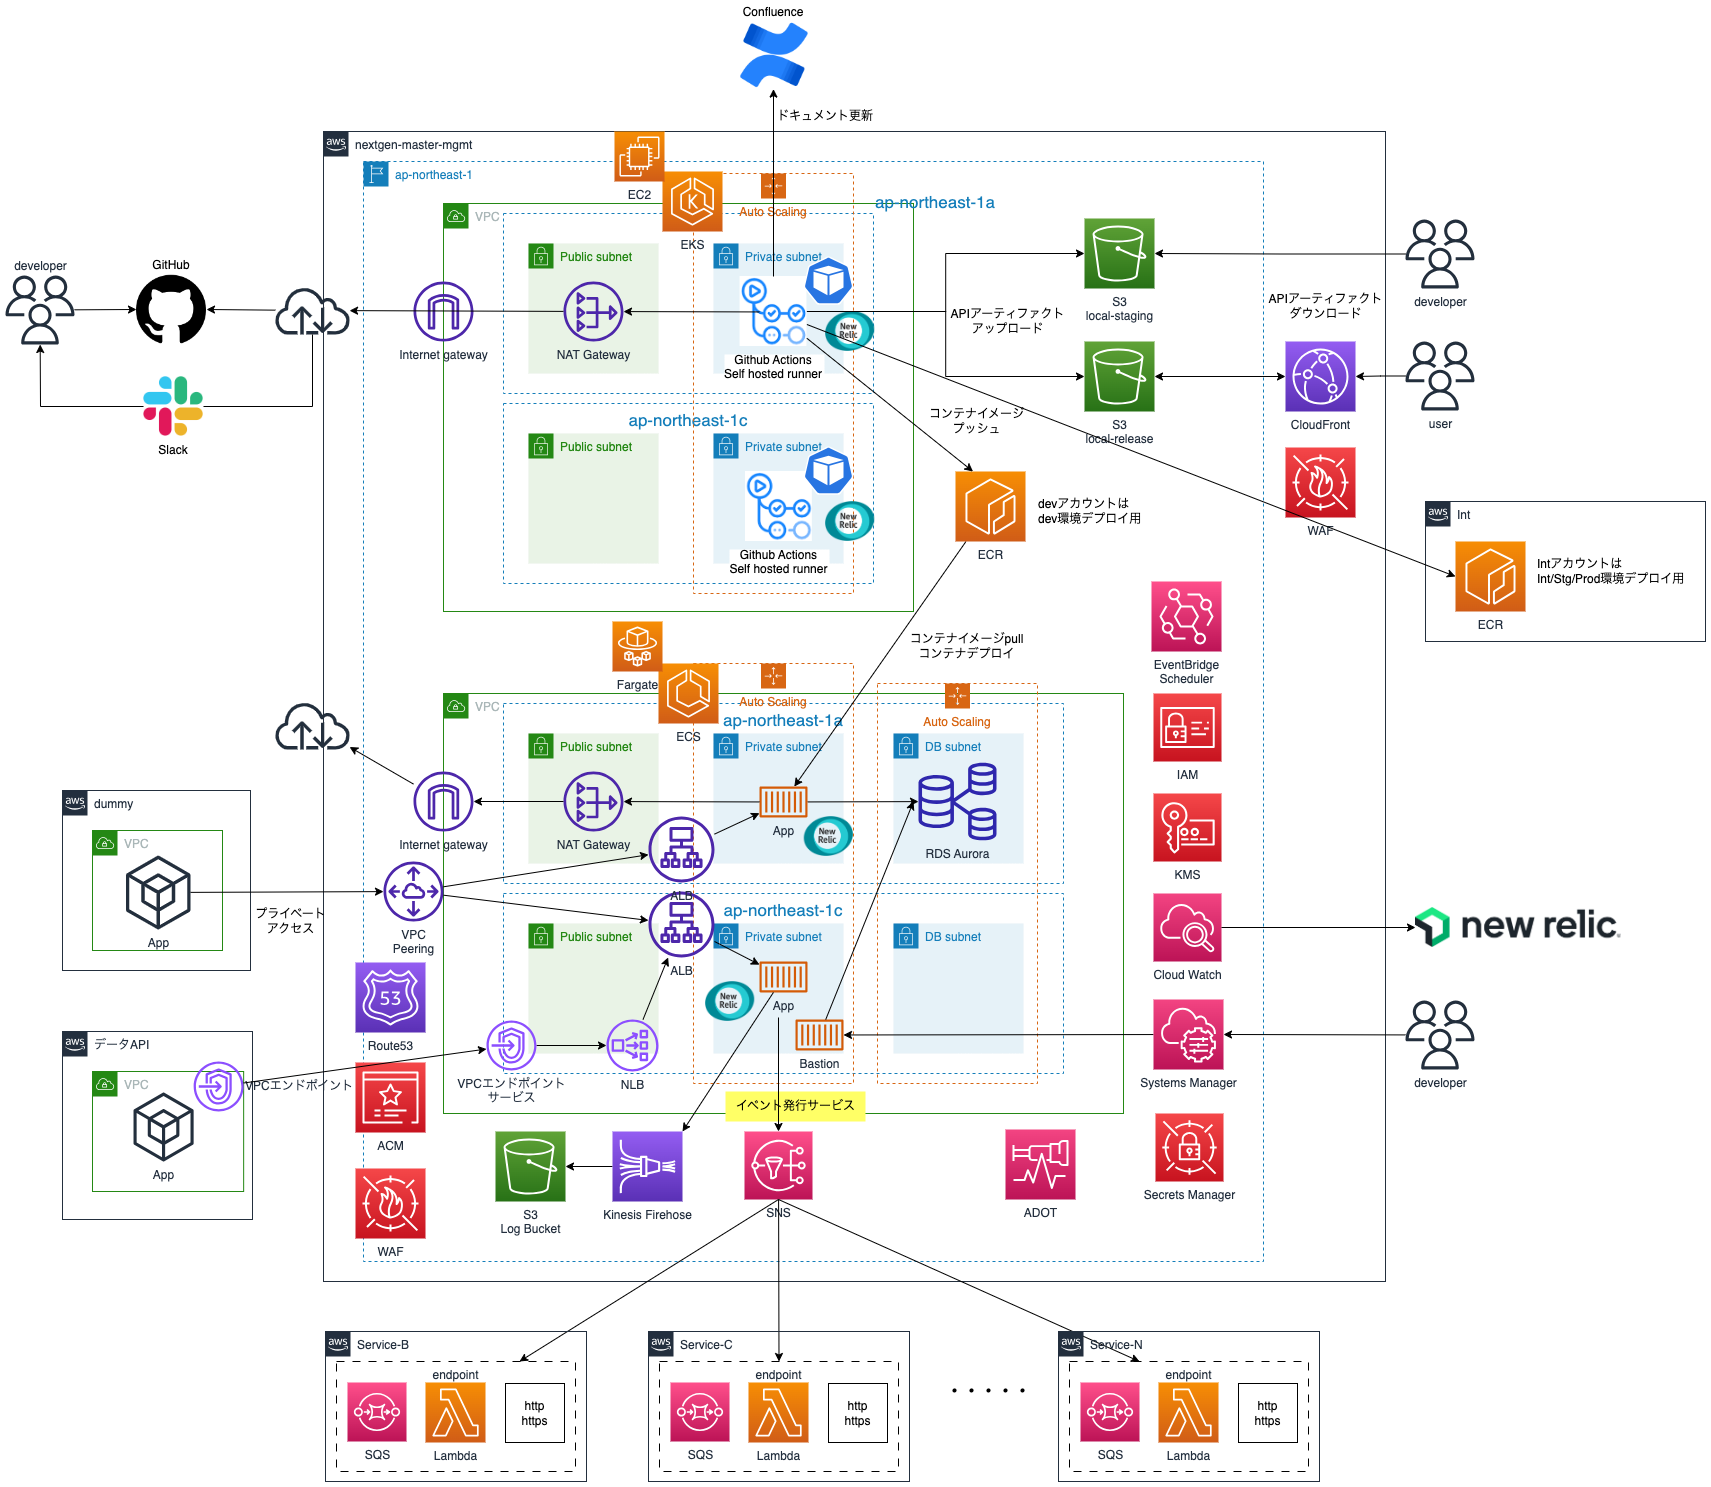 Confluence
ドキュメント更新
aws
nextgen-master-mgmt
ap-northeast-1
EC2
EKS
Auto Scaling
ap-northeast-1a
VPC
Public subnet
Private subnet
developer
GitHub
Internet gateway
NAT Gateway
New
Relic
Github Actions
Self hosted runner
APIアーティファクト
アップロード
S3
local-staging
APIアーティファクト
ダウンロード
developer
Slack
ap-northeast-1c
Public subnet
Private subnet
New
Relic
Github Actions
Self hosted runner
コンテナイメージ
プッシュ
S3
local-release
CloudFront
user
WAF
ECR
devアカウントは
dev環境デプロイ用
aws
Int
ECR
Intアカウントは
Int/Stg/Prod環境デプロイ用
コンテナイメージpull
コンテナデプロイ
Fargate
ECS
Auto Scaling
Auto Scaling
VPC
ap-northeast-1a
Public subnet
Private subnet
DB subnet
Internet gateway
NAT Gateway
App
New
Relic
RDS Aurora
ALB
EventBridge
Scheduler
IAM
KMS
Cloud Watch
new relic.
aws
dummy
VPC
App
プライベート
アクセス
VPC
Peering
ap-northeast-1c
Public subnet
Private subnet
DB subnet
ALB
App
New
Relic
Bastion
53
Route53
Systems Manager
developer
aws
データAPI
VPC
App
VPCエンドポイント
VPCエンドポイント
サービス
NLB
イベント発行サービス
ACM
WAF
S3
Log Bucket
Kinesis Firehose
SNS
ADOT
Secrets Manager
aws
Service-B
endpoint
SQS
Lambda
http
https
aws
Service-C
endpoint
SQS
Lambda
http
https
• • • • •
aws
Service-N
endpoint
SQS
Lambda
http
https